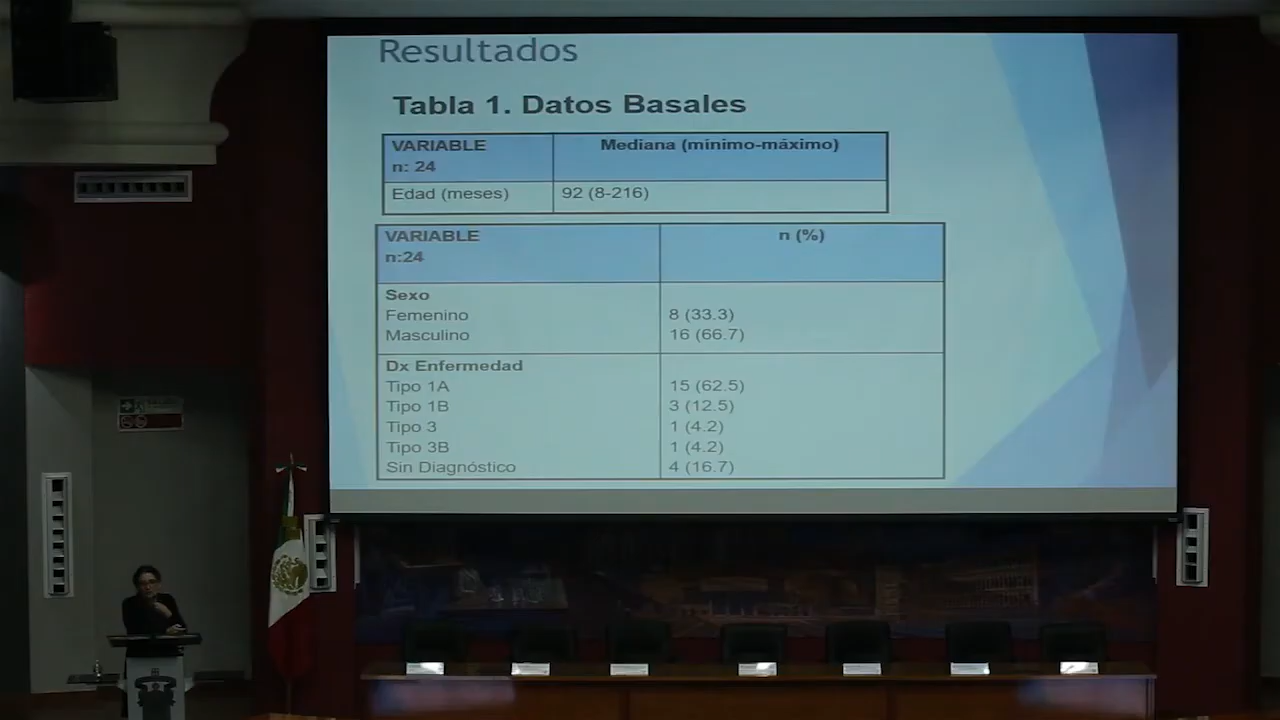 Resultados
Tabla 1. Datos Basales
VARIABLE Mediana (mínimo-máximo)
n: 24
Edad (meses) 92 (8-216)
VARIABLE n (%)
n:24
Sexo
Femenino 8 (33.3)
Masculino 16 (66.7)
Dx Enfermedad
Tipo 1A 15 (62.5)
Tipo 1B 3 (12.5)
Tipo 3 1 (4.2)
Tipo 3B 1 (4.2)
Sin Diagnóstico 4 (16.7)